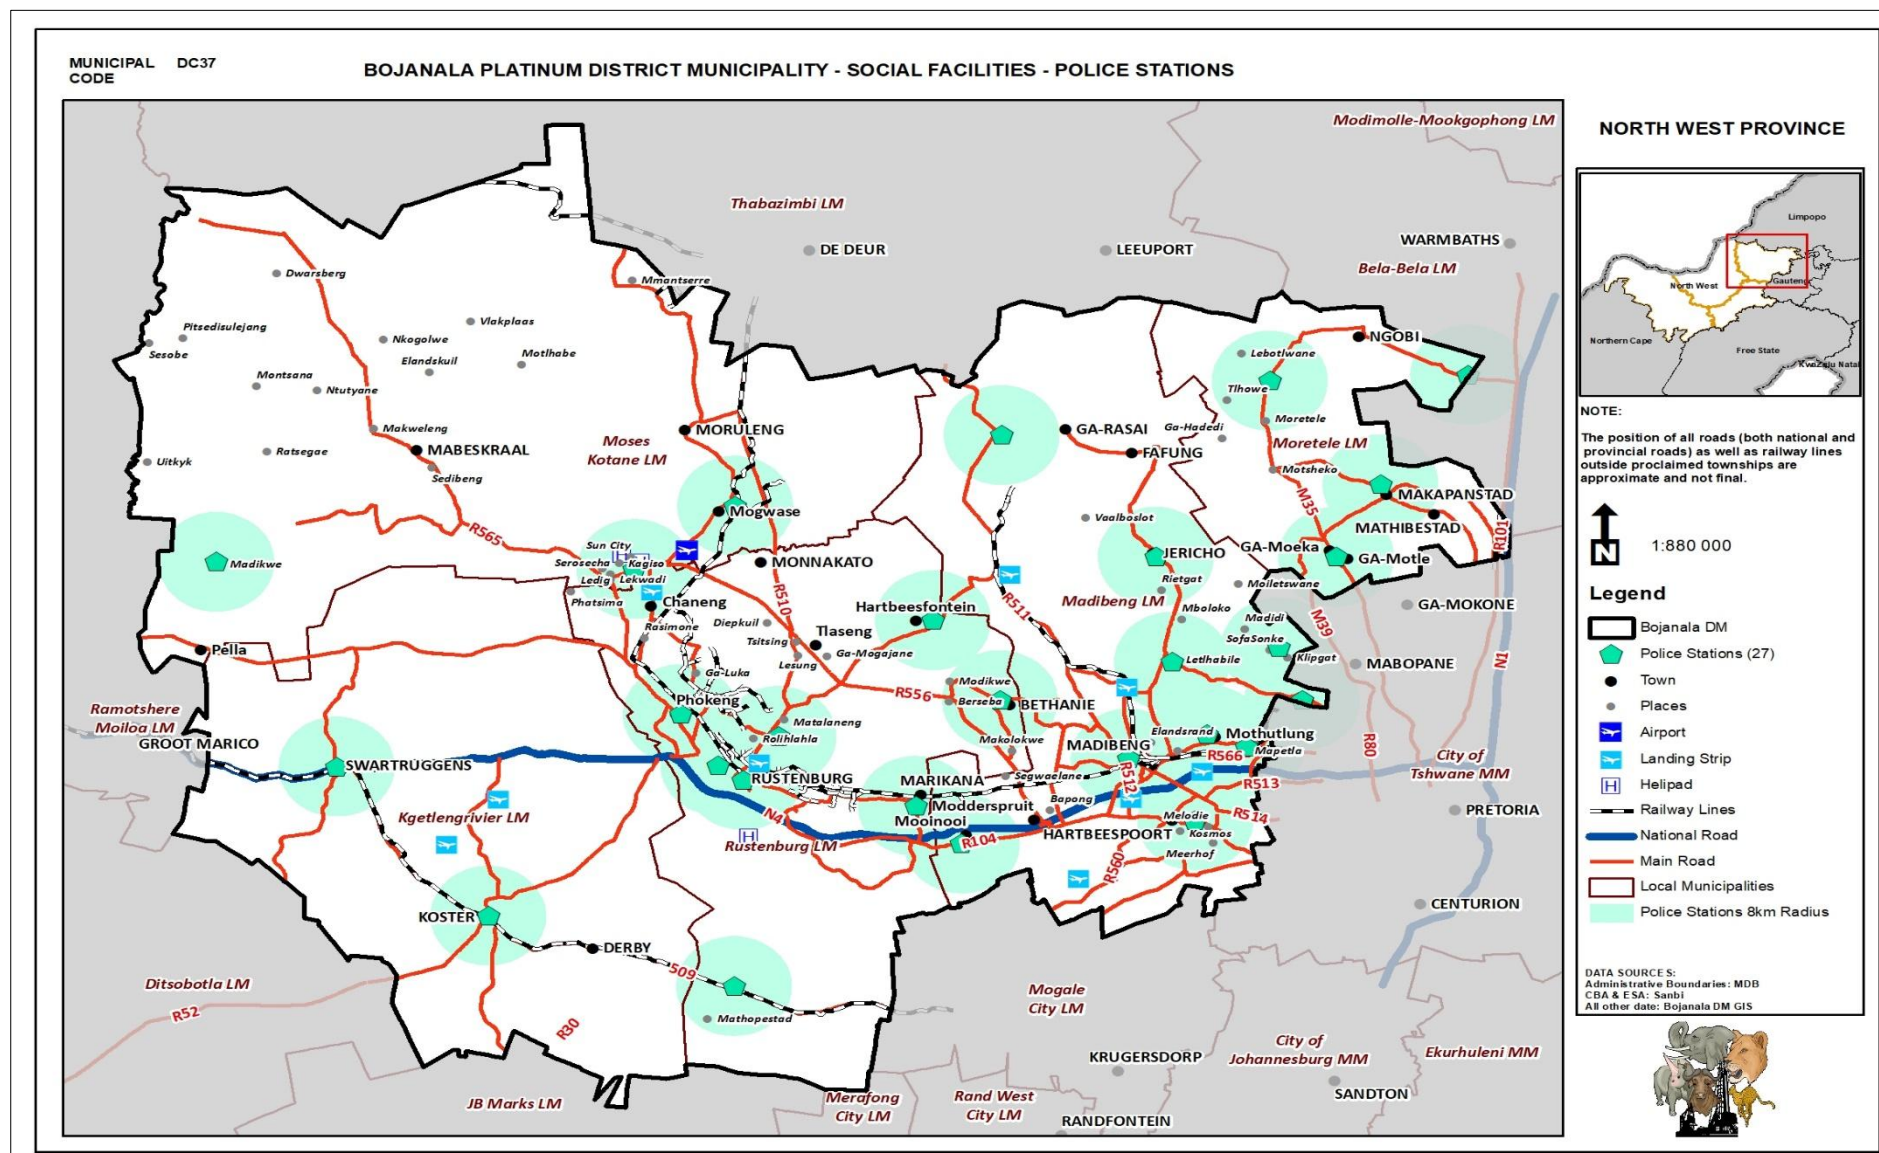 MUNICIPAL DC37
CODE
BOJANALA PLATINUM DISTRICT MUNICIPALITY - SOCIAL FACILITIES - POLICE STATIONS
Modimolle-Mookgophong LM
Thabazimbi LM
DE DEUR
LEEUPORT
WARMBATHS
Bela-Bela LM
Dwarsberg
Mmantserre
Pitsedisulejang
Sesobe
Nkogolwe
Vlakplaas
Elandskuil
Motlhabe
Montsana
Ntutyane
Lebotlwane
NGOBI
Tlhowe
Makweleng
MORULENG
GA-RASAI
Ga-Hadedi
Moretele
Moretele LM
Uitkyk
Ratsegae
MABESKRAAL
Moses
Kotane LM
FAFUNG
Sedibeng
Motsheko
MAKAPANSTAD
M35
Mogwase
Vaalboslot
MATHIBESTAD
R101
R565
Sun City
Serosecha
Kagiso
Ledig
Lekwadi
Madikwe
MONNAKATO
JERICHO
GA-Moeka
GA-Motle
Phatsima
Chaneng
R510
Hartbeesfontein
R511
Rietgat
Madibeng LM
Moiletswane
GA-MOKONE
Mboloko
M39
Madidi
Diepkuil
Rasimone
Tsitsing
Tlaseng
SofaSonke
Pella
Lesung
Ga-Mogajane
Letlhabile
Klipgat
MABOPANE
N1
Ga-Luka
Modikwe
R556
Berseba
BETHANIE
Phokeng
Ramotshere
Moiloa LM
Matalaneng
GROOT MARICO
Rolihlahla
Makolokwe
MADIBENG
Elandsrand
Mothutlung
Mapetla
R80
R566
City of
Tshwane MM
SWARTRUGGENS
RUSTENBURG
MARIKANA
Segwaelane
R512
R513
Kgetlengrivier LM
N4
Modderspruit
Mooinooi
Bapong
Melodie
R514
PRETORIA
HARTBEESPOORT
Kosmos
Rustenburg LM
R104
Meerhof
R560
KOSTER
CENTURION
DERBY
509
Ditsobotla LM
Mathopestad
Mogale
City LM
R52
R30
City of
Johannesburg MM
Ekurhuleni MM
KRUGERSDORP
SANDTON
JB Marks LM
Merafong
City LM
Rand West
City LM
RANDFONTEIN
NORTH WEST PROVINCE
Limpopo
North West
Gauteng
Northern Cape
Free State
KwaZulu Natal
NOTE:
The position of all roads (both national and
provincial roads) as well as railway lines
outside proclaimed townships are
approximate and not final.
N
1:880 000
Legend
Bojanala DM
Police Stations (27)
Town
Places
Airport
Landing Strip
H Helipad
Railway Lines
National Road
Main Road
Local Municipalities
Police Stations 8km Radius
DATA SOURCES:
Administrative Boundaries: MDB
CBA & ESA: Sanbi
All other date: Bojanala DM GIS